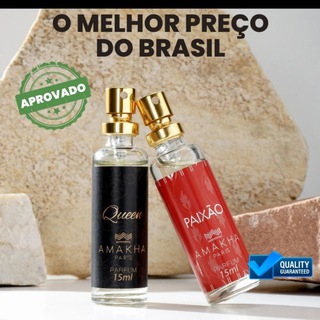 O MELHOR PREÇO
DO BRASIL
APROVADO
Queen
AMAKHA
PARIS
PARFUM
15ml
PAIXÃO
AMAKHA
PARIS
PARFUM
15ml
QUALITY
GUARANTEED